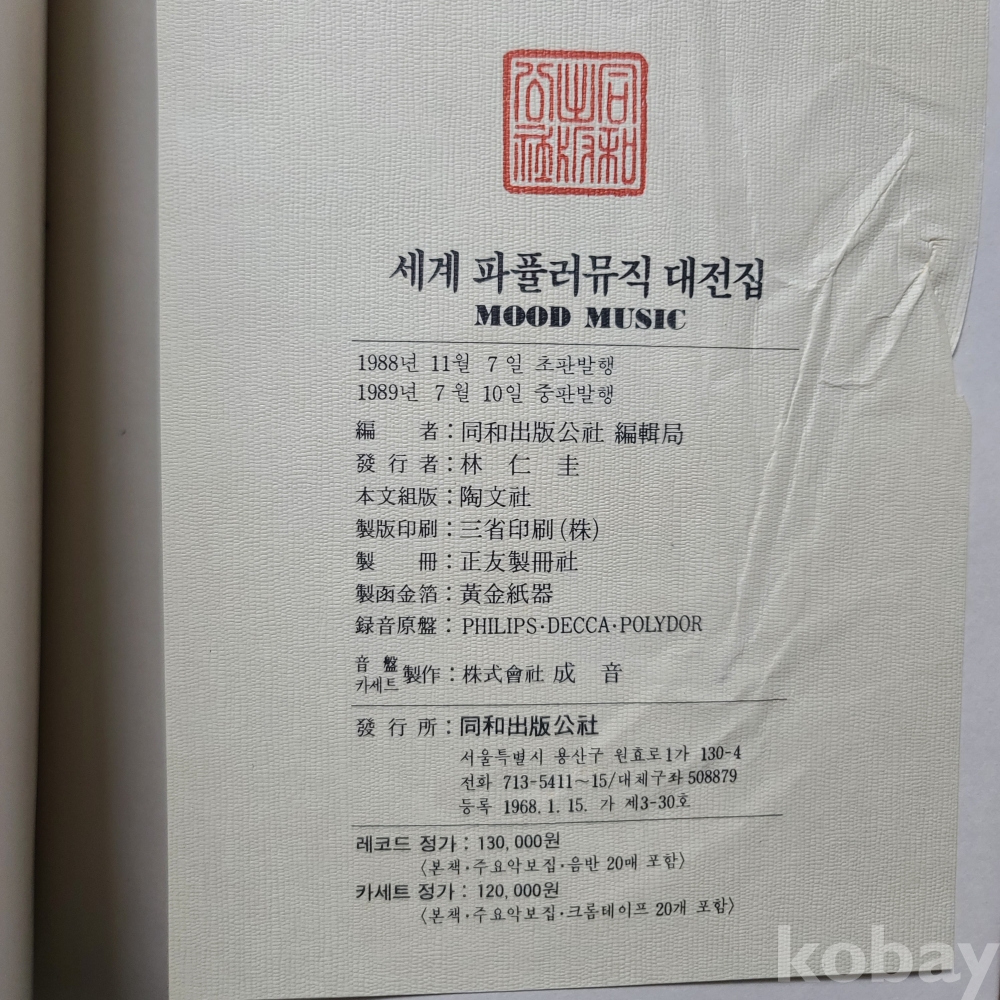 同和
出版
公社
세계 파퓰러뮤직 대전집
MOOD MUSIC
1988년 11월 7일 초판발행
1989년 7월 10일 중판발행
編 者 : 同和出版公社 編輯局
發行者 : 林 仁 圭
本文組版 : 陶文社
製版印刷 : 三省印刷(株)
製 冊 : 正友製冊社
製函金箔 : 黃金紙器
録音原盤 : PHILIPS·DECCA·POLYDOR
音盤 카세트 製作 : 株式會社 成 音
發行所 : 同和出版公社
서울특별시 용산구 원효로1가 130-4
전화 713-5411~15/대체구좌 508879
등록 1968. 1. 15. 가 제3-30호
레코드 정가 : 130,000원
〈본책·주요악보집·음반 20매 포함〉
카세트 정가 : 120,000원
〈본책·주요악보집·크롬테이프 20개 포함〉
kobay